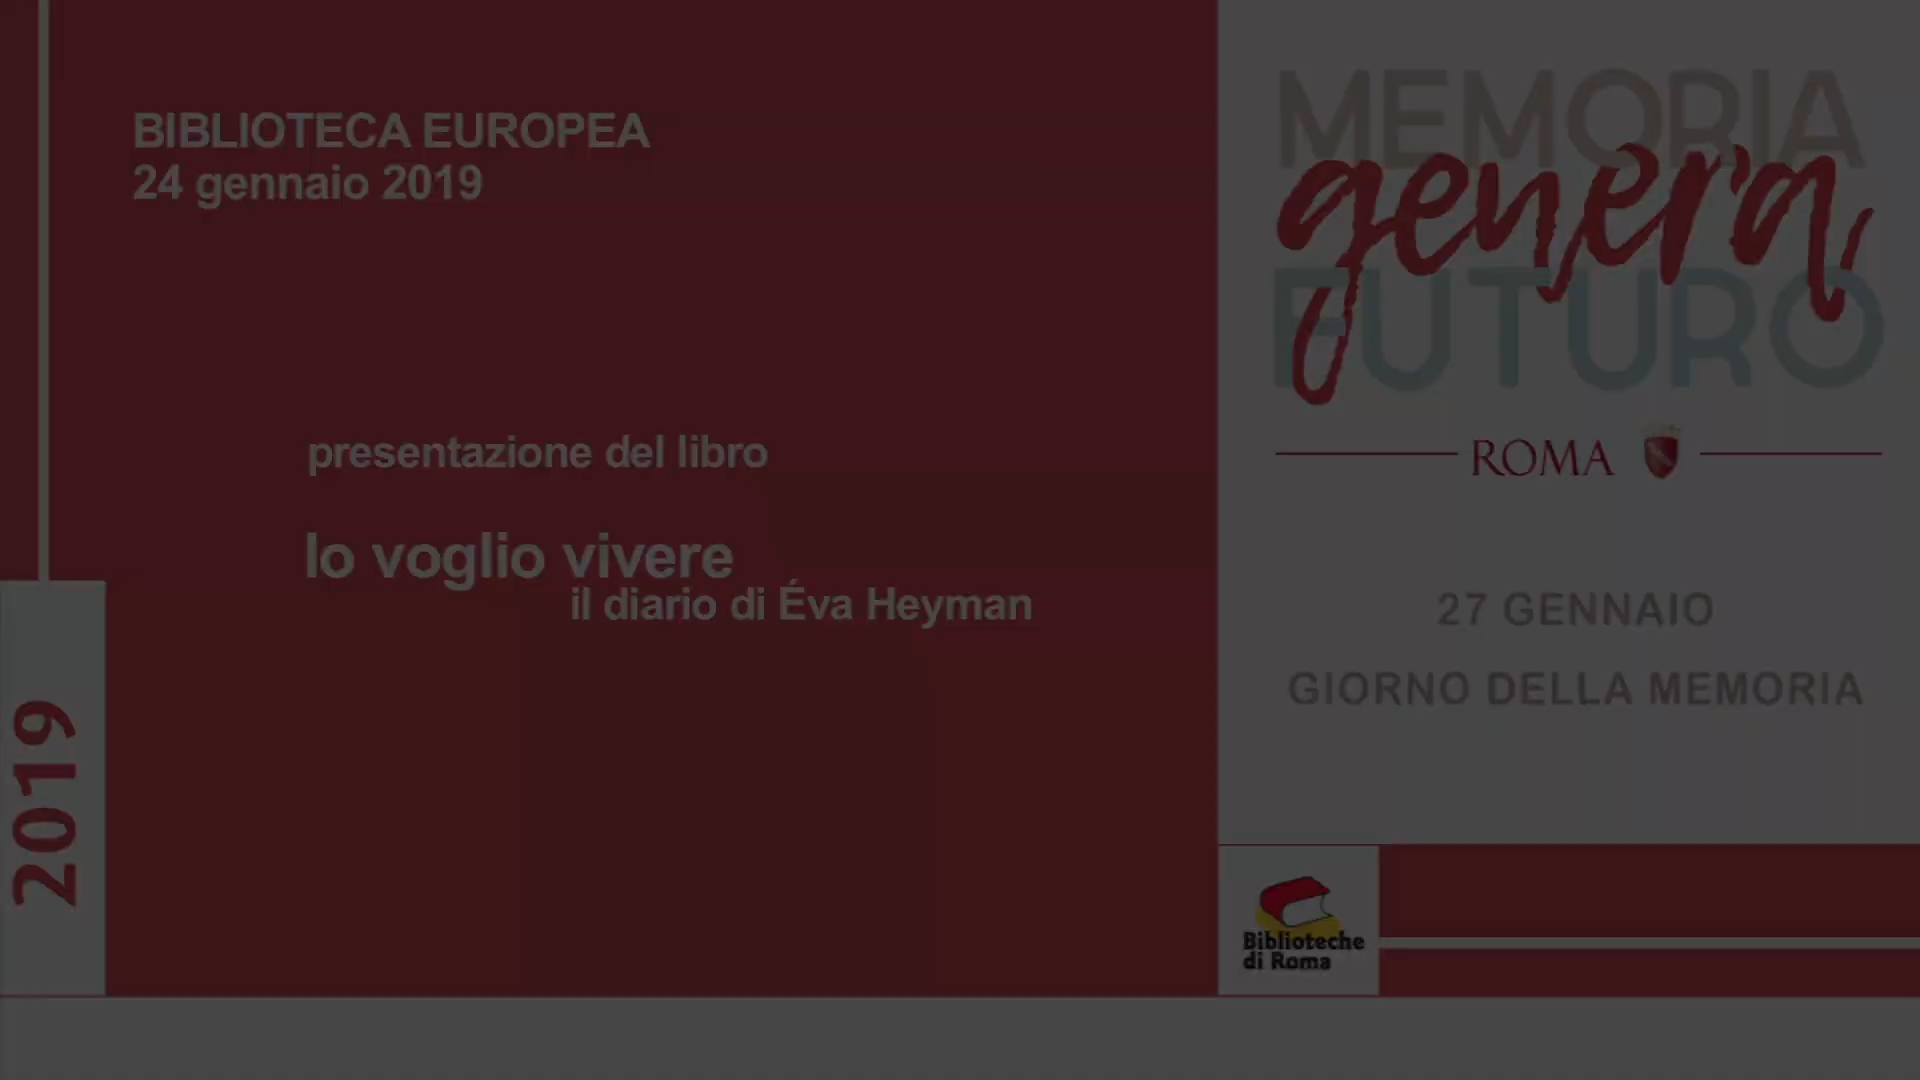 BIBLIOTECA EUROPEA
24 gennaio 2019
presentazione del libro
Io voglio vivere
il diario di Éva Heyman
2019
MEMORIA
genera
FUTURO
ROMA
27 GENNAIO
GIORNO DELLA MEMORIA
Biblioteche
di Roma